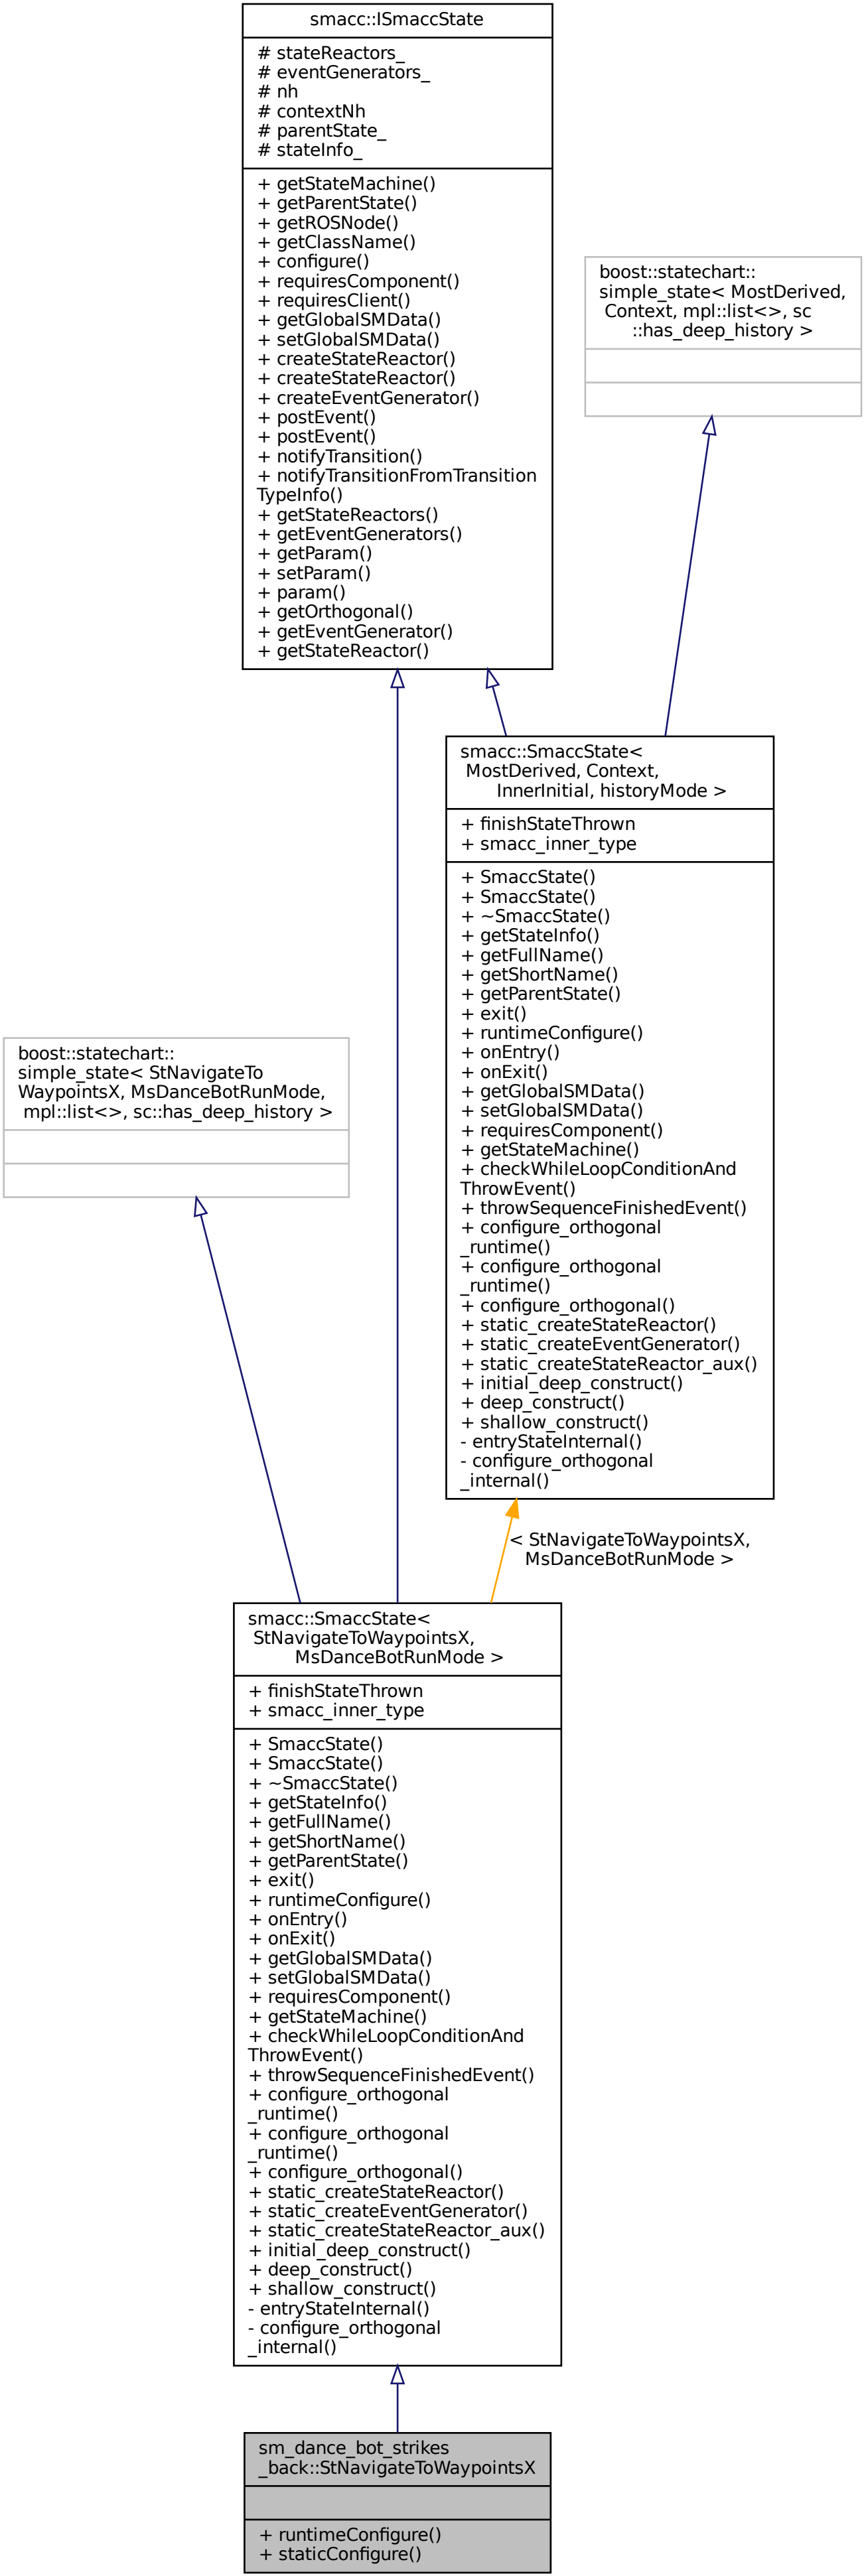 smacc::ISmaccState
# stateReactors_
# eventGenerators_
# nh
# contextNh
# parentState_
# stateInfo_
+ getStateMachine()
+ getParentState()
+ getROSNode()
+ getClassName()
+ configure()
+ requiresComponent()
+ requiresClient()
+ getGlobalSMData()
+ setGlobalSMData()
+ createStateReactor()
+ createStateReactor()
+ createEventGenerator()
+ postEvent()
+ postEvent()
+ notifyTransition()
+ notifyTransitionFromTransition
TypeInfo()
+ getStateReactors()
+ getEventGenerators()
+ getParam()
+ setParam()
+ param()
+ getOrthogonal()
+ getEventGenerator()
+ getStateReactor()
boost::statechart::
simple_state< MostDerived,
Context, mpl::list<>, sc
::has_deep_history >
smacc::SmaccState<
MostDerived, Context,
InnerInitial, historyMode >
+ finishStateThrown
+ smacc_inner_type
+ SmaccState()
+ SmaccState()
+ ~SmaccState()
+ getStateInfo()
+ getFullName()
+ getShortName()
+ getParentState()
+ exit()
+ runtimeConfigure()
+ onEntry()
+ onExit()
+ getGlobalSMData()
+ setGlobalSMData()
+ requiresComponent()
+ getStateMachine()
+ checkWhileLoopConditionAnd
ThrowEvent()
+ throwSequenceFinishedEvent()
+ configure_orthogonal
_runtime()
+ configure_orthogonal
_runtime()
+ configure_orthogonal()
+ static_createStateReactor()
+ static_createEventGenerator()
+ static_createStateReactor_aux()
+ initial_deep_construct()
+ deep_construct()
+ shallow_construct()
- entryStateInternal()
- configure_orthogonal
_internal()
boost::statechart::
simple_state< StNavigateTo
WaypointsX, MsDanceBotRunMode,
mpl::list<>, sc::has_deep_history >
< StNavigateToWaypointsX,
MsDanceBotRunMode >
smacc::SmaccState<
StNavigateToWaypointsX,
MsDanceBotRunMode >
+ finishStateThrown
+ smacc_inner_type
+ SmaccState()
+ SmaccState()
+ ~SmaccState()
+ getStateInfo()
+ getFullName()
+ getShortName()
+ getParentState()
+ exit()
+ runtimeConfigure()
+ onEntry()
+ onExit()
+ getGlobalSMData()
+ setGlobalSMData()
+ requiresComponent()
+ getStateMachine()
+ checkWhileLoopConditionAnd
ThrowEvent()
+ throwSequenceFinishedEvent()
+ configure_orthogonal
_runtime()
+ configure_orthogonal
_runtime()
+ configure_orthogonal()
+ static_createStateReactor()
+ static_createEventGenerator()
+ static_createStateReactor_aux()
+ initial_deep_construct()
+ deep_construct()
+ shallow_construct()
- entryStateInternal()
- configure_orthogonal
_internal()
sm_dance_bot_strikes
_back::StNavigateToWaypointsX
+ runtimeConfigure()
+ staticConfigure()